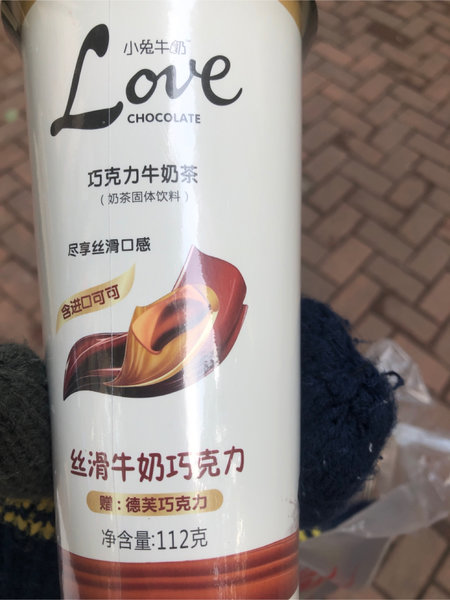 小兔牛奶
Love
CHOCOLATE
巧克力牛奶茶
（奶茶固体饮料）
尽享丝滑口感
含进口可可
丝滑牛奶巧克力
赠：德芙巧克力
净含量:112克